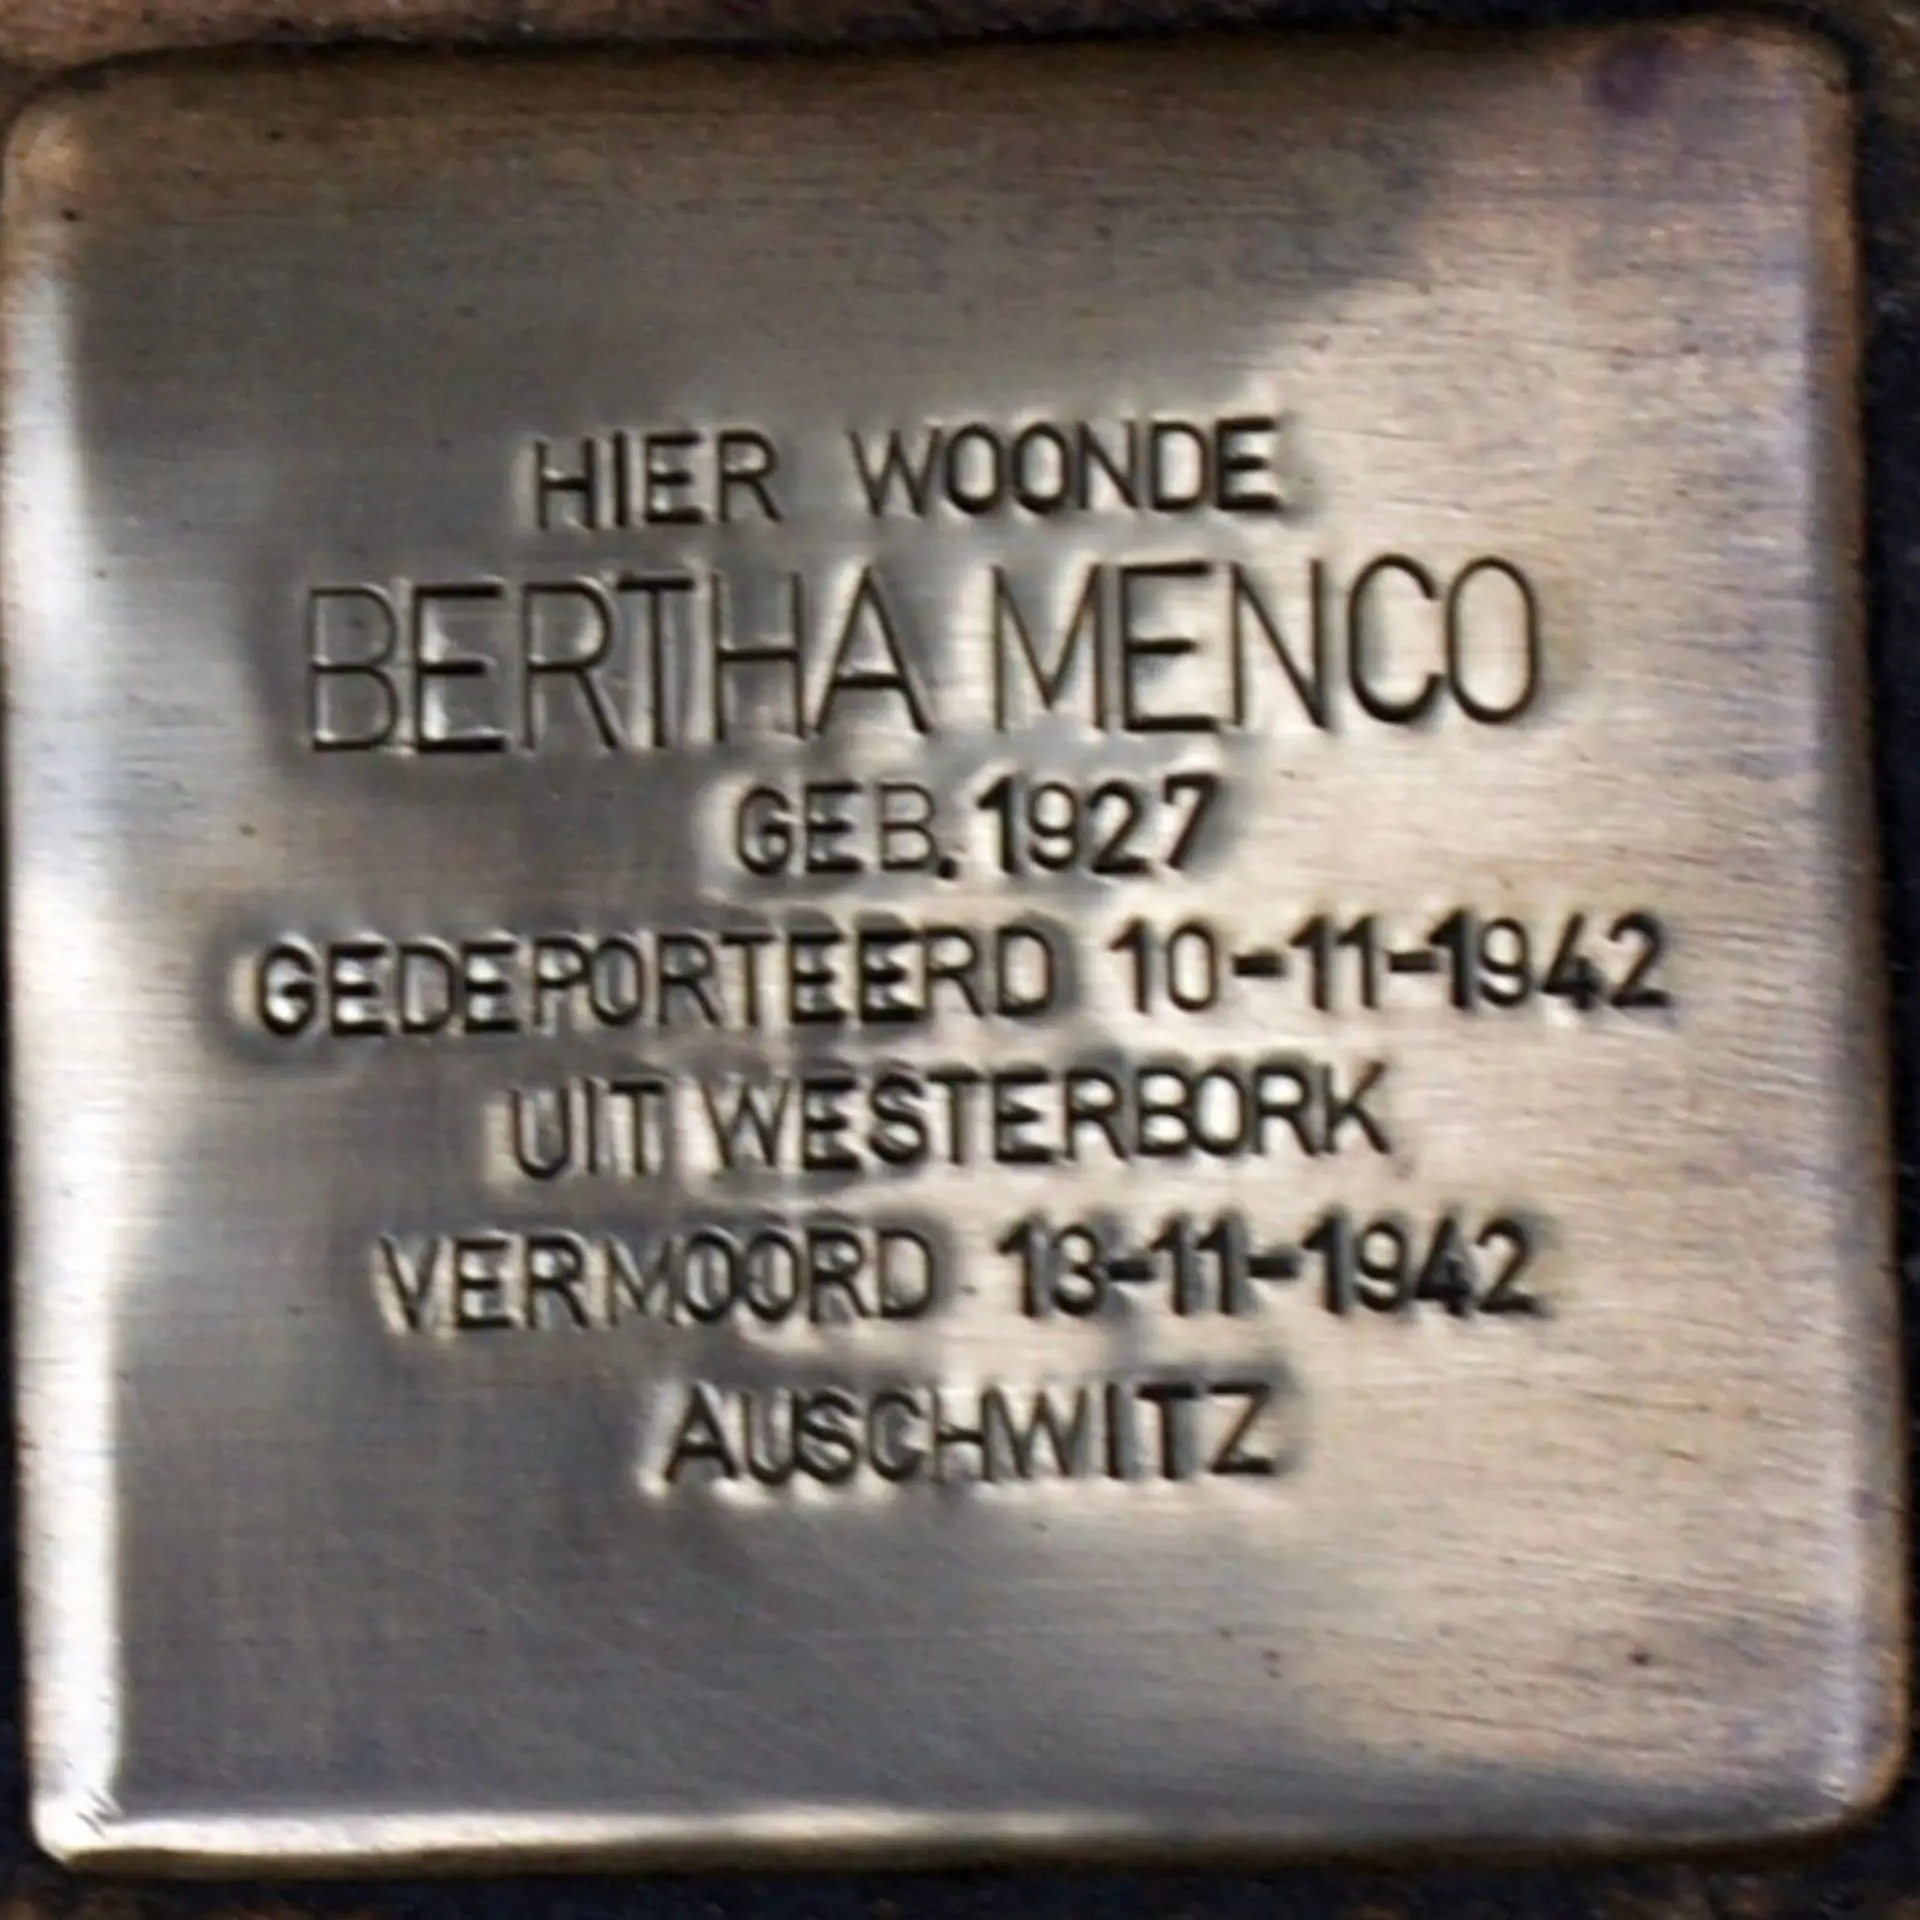 HIER WOONDE
BERTHA MENCO
GEB. 1927
GEDEPORTEERD 10-11-1942
UIT WESTERBORK
VERMOORD 13-11-1942
AUSCHWITZ